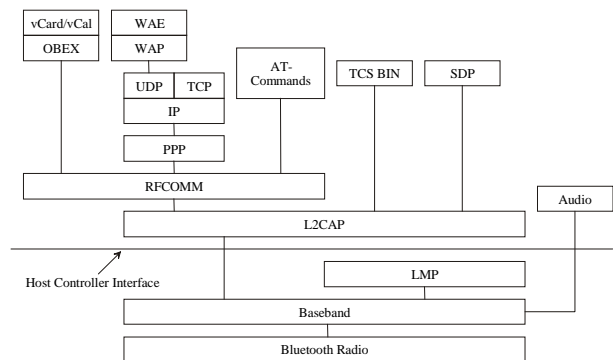 vCard/vCal
WAE
OBEX
WAP
AT-
Commands
TCS BIN
SDP
UDP
TCP
IP
PPP
RFCOMM
Audio
L2CAP
LMP
Host Controller Interface
Baseband
Bluetooth Radio